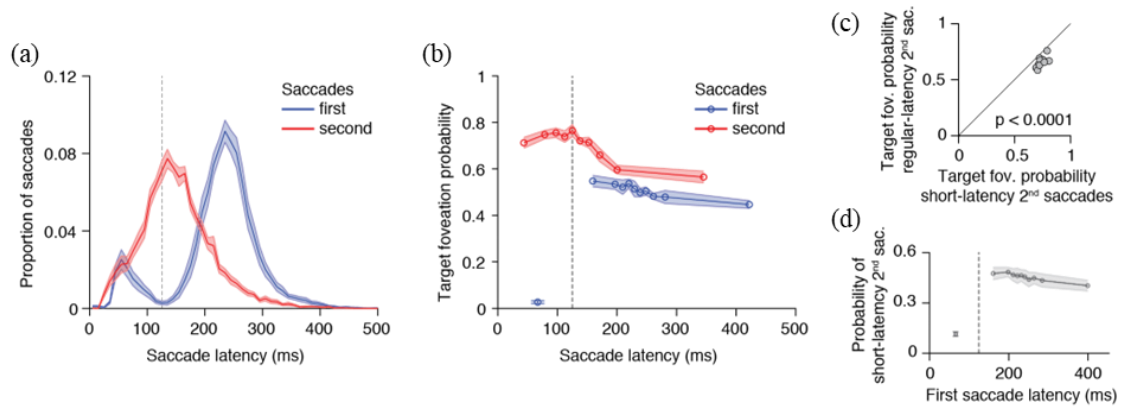 (a)
0.12
0.08
0.04
0
Proportion of saccades
Saccades
first
second
0 100 200 300 400 500
Saccade latency (ms)
(b)
1
0.8
0.6
0.4
0.2
0
Target foveation probability
Saccades
first
second
0 100 200 300 400 500
Saccade latency (ms)
(c)
Target fov. probability
regular-latency 2nd sac.
1
0.5
0
p < 0.0001
0 0.5 1
Target fov. probability
short-latency 2nd saccades
(d)
Probability of
short-latemcy 2nd sac.
0.6
0.3
0
0 200 400
First saccade latency (ms)